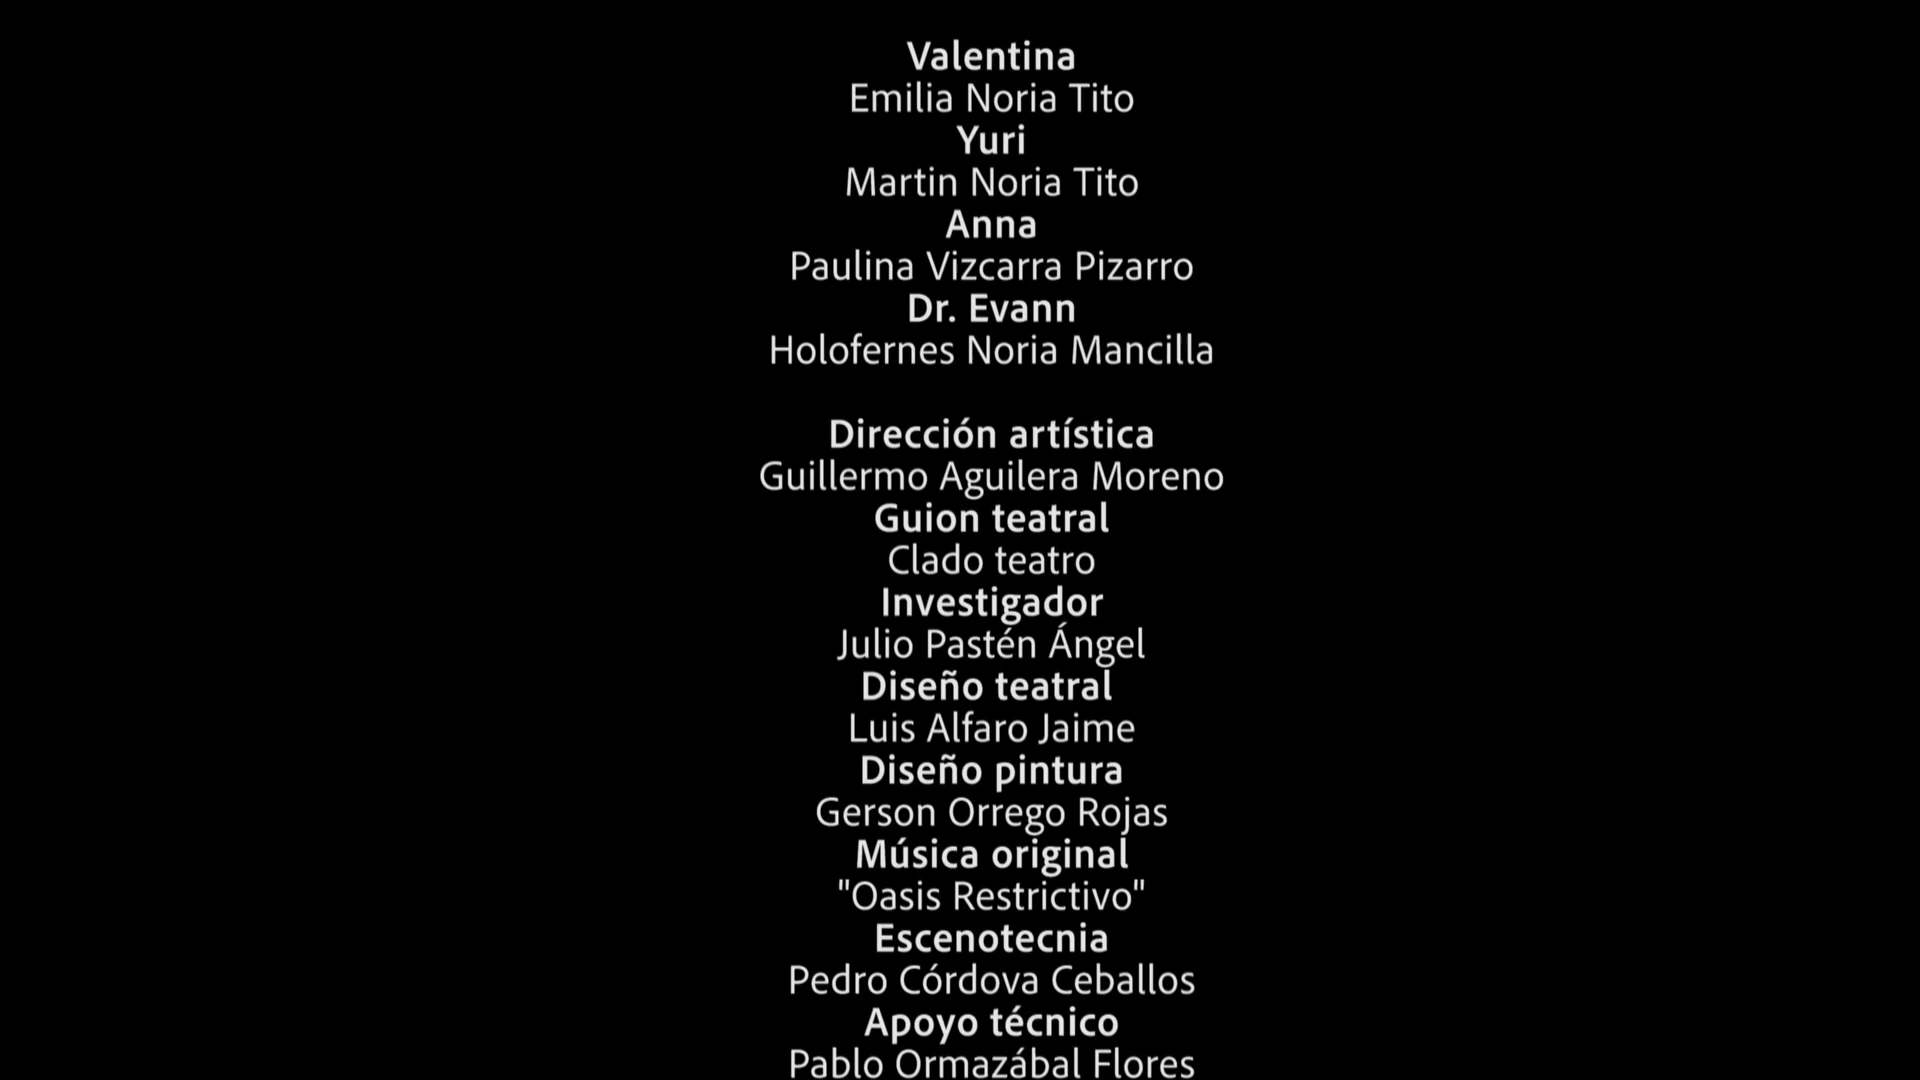 Valentina
Emilia Noria Tito
Yuri
Martin Noria Tito
Anna
Paulina Vizcarra Pizarro
Dr. Evann
Holofernes Noria Mancilla
Dirección artística
Guillermo Aguilera Moreno
Guion teatral
Clado teatro
Investigador
Julio Pastén Ángel
Diseño teatral
Luis Alfaro Jaime
Diseño pintura
Gerson Orrego Rojas
Música original
"Oasis Restrictivo"
Escenotecnia
Pedro Córdova Ceballos
Apoyo técnico
Pablo Ormazábal Flores